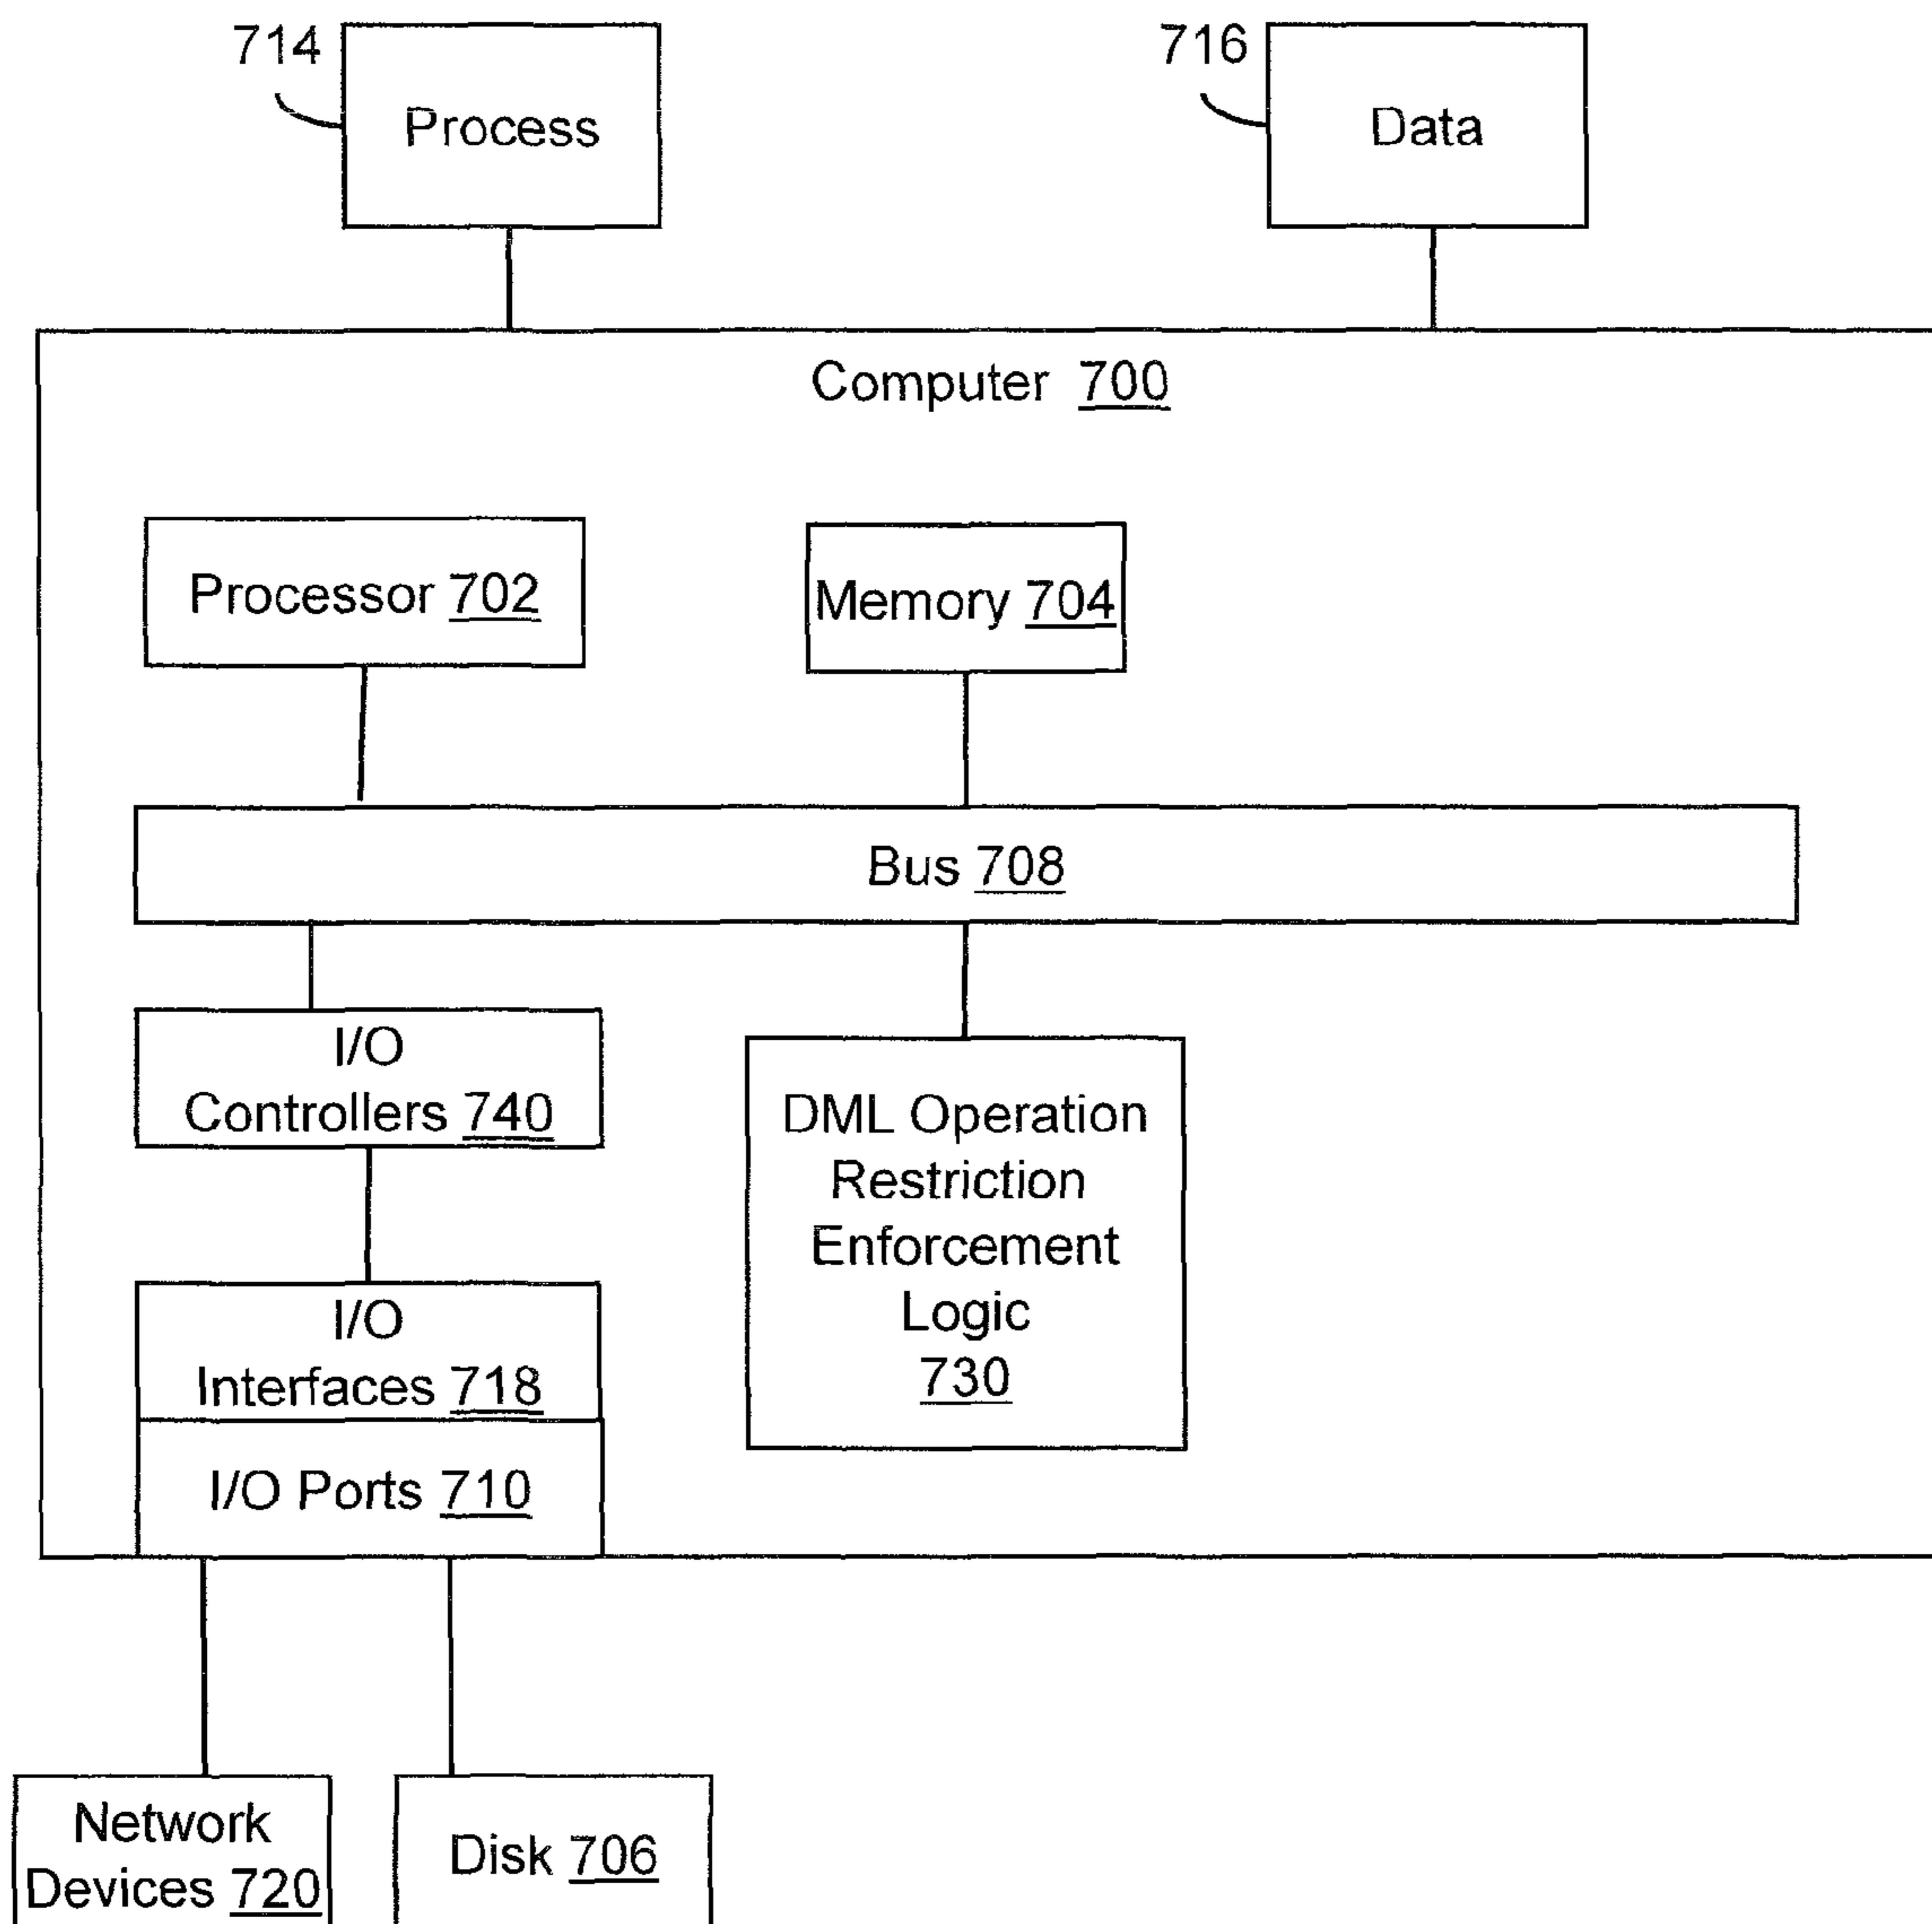 714
Process
716
Data
Computer 700
Processor 702
Memory 704
Bus 708
I/O
Controllers 740
DML Operation
Restriction
Enforcement
Logic
730
I/O
Interfaces 718
I/O Ports 710
Network
Devices 720
Disk 706